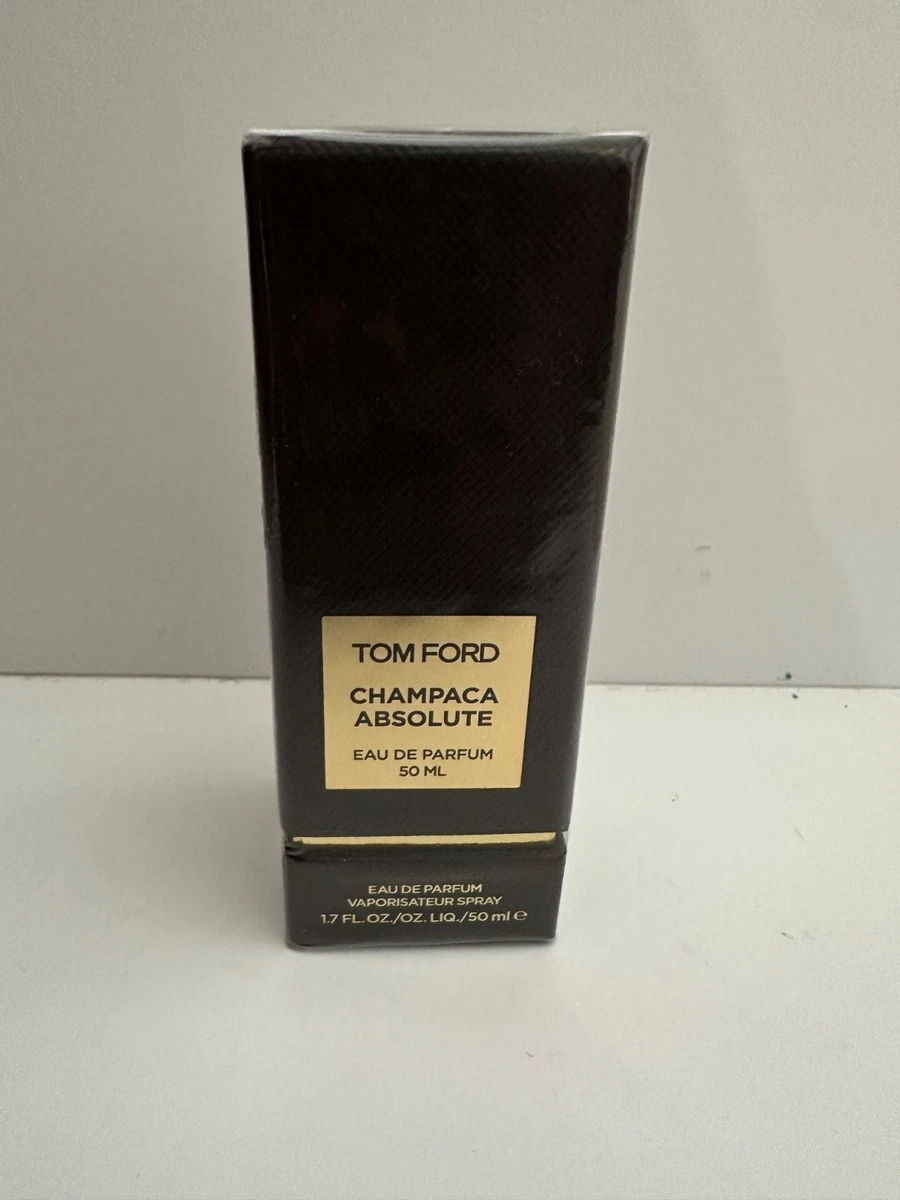 TOM FORD
CHAMPACA
ABSOLUTE
EAU DE PARFUM
50 ML
EAU DE PARFUM
VAPORISATEUR SPRAY
1.7 FL. OZ./OZ. LIQ./50 ml ℮